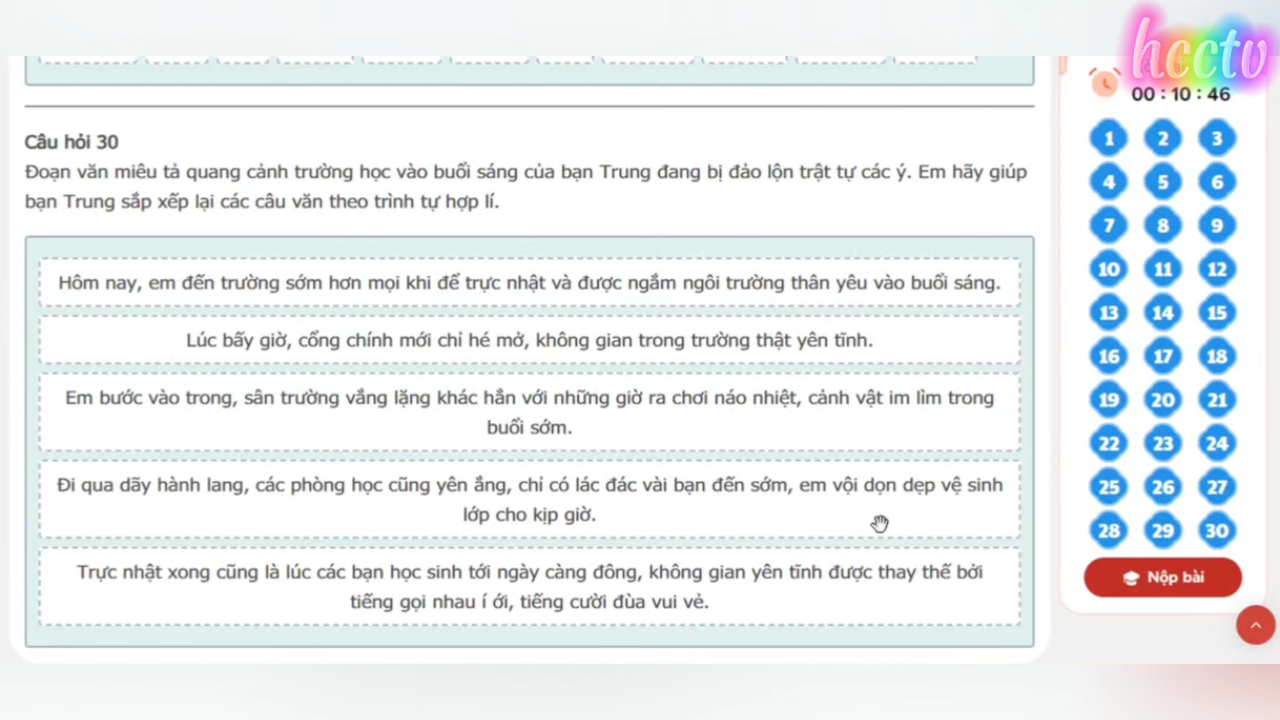 hcctv
00 : 10 : 46
Câu hỏi 30
Đoạn văn miêu tả quang cảnh trường học vào buổi sáng của bạn Trung đang bị đảo lộn trật tự các ý. Em hãy giúp
bạn Trung sắp xếp lại các câu văn theo trình tự hợp lí.
Hôm nay, em đến trường sớm hơn mọi khi để trực nhật và được ngắm ngôi trường thân yêu vào buổi sáng.
Lúc bấy giờ, cổng chính mới chỉ hé mở, không gian trong trường thật yên tĩnh.
Em bước vào trong, sân trường vắng lặng khác hẳn với những giờ ra chơi náo nhiệt, cảnh vật im lìm trong
buổi sớm.
Đi qua dãy hành lang, các phòng học cũng yên ắng, chỉ có lác đác vài bạn đến sớm, em vội dọn dẹp vệ sinh
lớp cho kịp giờ.
Trực nhật xong cũng là lúc các bạn học sinh tới ngày càng đông, không gian yên tĩnh được thay thế bởi
tiếng gọi nhau í ới, tiếng cười đùa vui vẻ.
1 2 3
4 5 6
7 8 9
10 11 12
13 14 15
16 17 18
19 20 21
22 23 24
25 26 27
28 29 30
Nộp bài